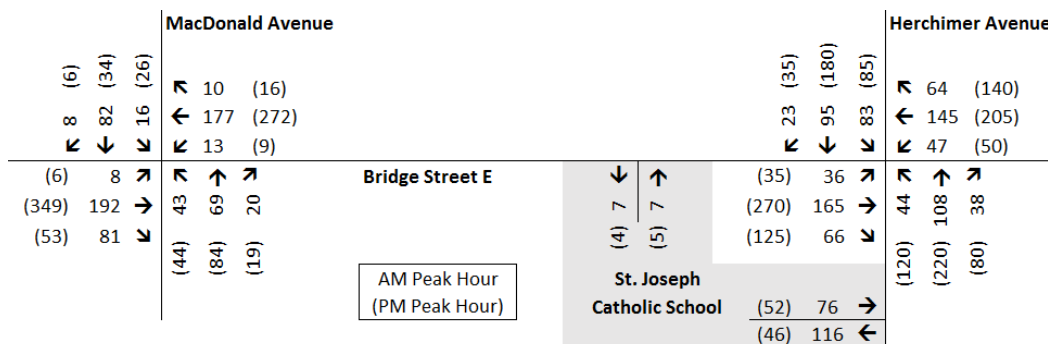 MacDonald Avenue
Herchimer Avenue
(6) (34) (26)
8 82 16
10 (16)
177 (272)
13 (9)
(35) (180) (85)
23 95 83
64 (140)
145 (205)
47 (50)
(6) 8
(349) 192
(53) 81
43 69 20
(44) (84) (19)
Bridge Street E
7 7
(4) (5)
(35) 36
(270) 165
(125) 66
44 108 38
(120) (220) (80)
AM Peak Hour
(PM Peak Hour)
St. Joseph
Catholic School
(52) 76
(46) 116